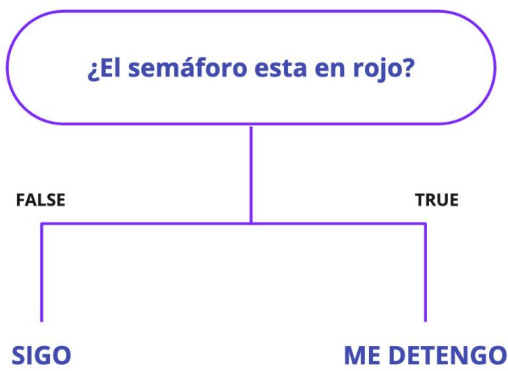 ¿El semáforo esta en rojo?
FALSE
TRUE
SIGO
ME DETENGO